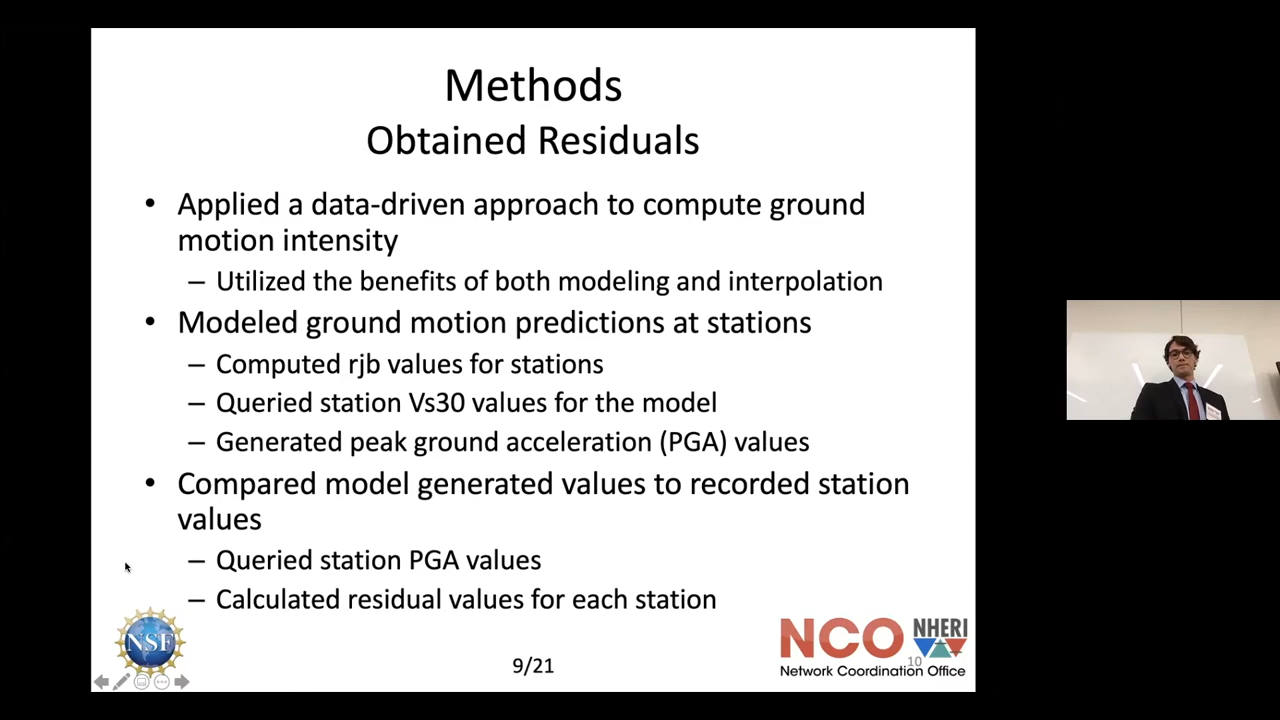 Methods
Obtained Residuals
• Applied a data-driven approach to compute ground
motion intensity
– Utilized the benefits of both modeling and interpolation
• Modeled ground motion predictions at stations
– Computed rjb values for stations
– Queried station Vs30 values for the model
– Generated peak ground acceleration (PGA) values
• Compared model generated values to recorded station
values
– Queried station PGA values
– Calculated residual values for each station
NSF
9/21
NCO NHERI
10
Network Coordination Office